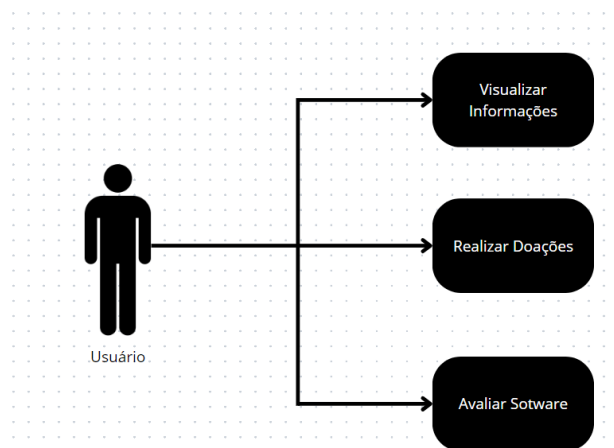 Visualizar
Informações
Realizar Doações
Usuário
Avaliar Sotware